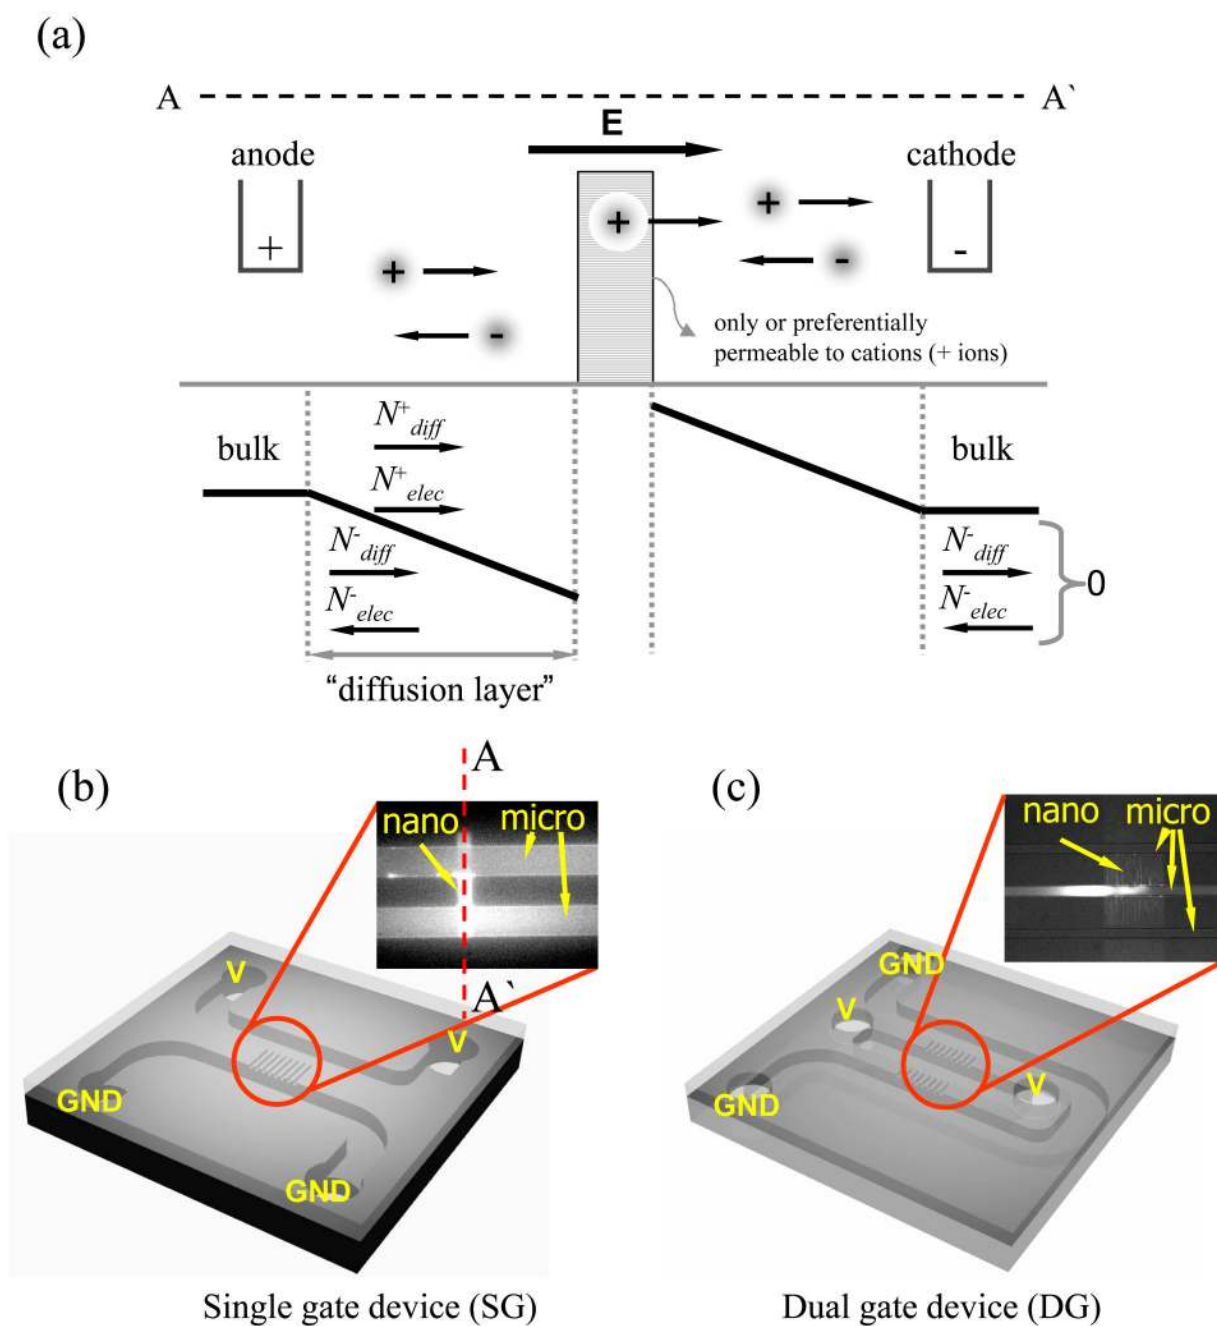 (a)
A A`
E
anode cathode
+ + + -
+ -
-
only or preferentially
permeable to cations (+ ions)
N+diff
bulk bulk
N+elec
N-diff N-diff
0
N-elec N-elec
“diffusion layer”
A
(b) (c)
nano micro nano micro
A`
V GND
V V
GND V
GND GND
Single gate device (SG) Dual gate device (DG)